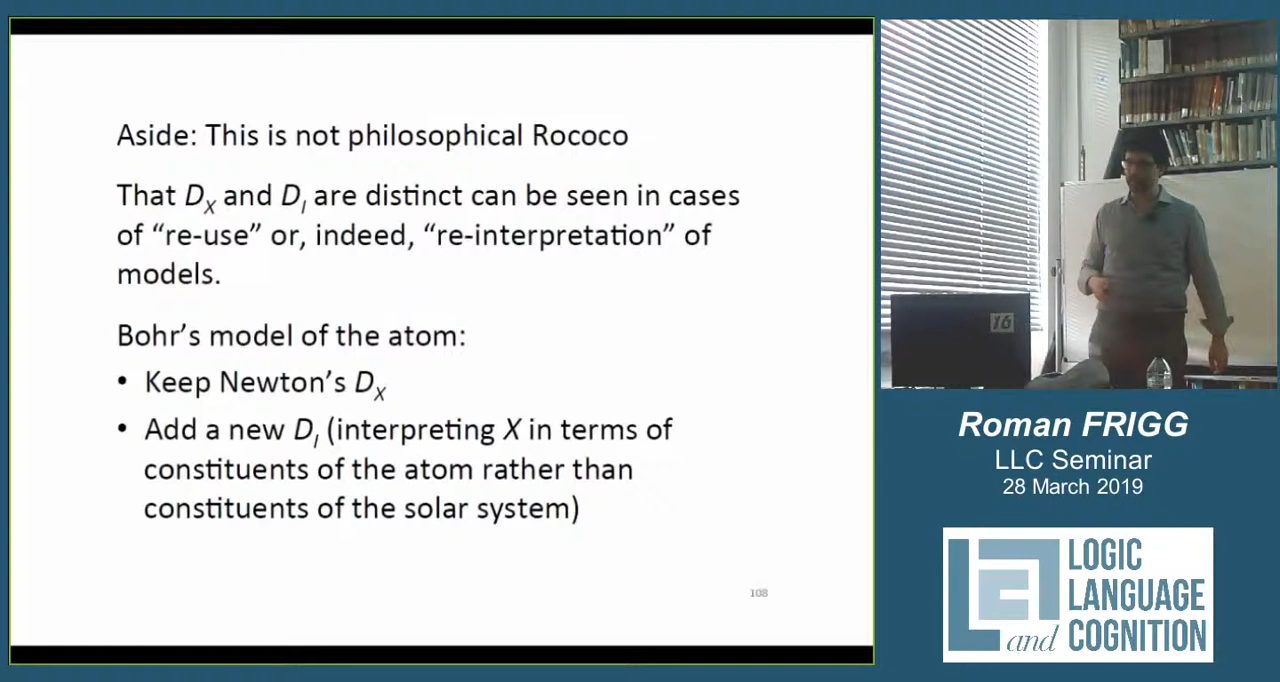 Aside: This is not philosophical Rococo
That D_X and D_I are distinct can be seen in cases
of “re-use” or, indeed, “re-interpretation” of
models.
Bohr’s model of the atom:
• Keep Newton’s D_X
• Add a new D_I (interpreting X in terms of
constituents of the atom rather than
constituents of the solar system)
108
16
Roman FRIGG
LLC Seminar
28 March 2019
LOGIC
LANGUAGE
and COGNITION